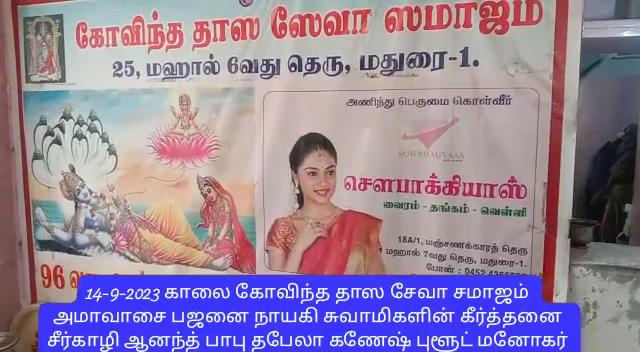 கோவிந்த தாஸ ஸேவா ஸமாஜம்
25, மஹால் 6வது தெரு, மதுரை-1.
அணிந்து பெருமை கொள்வீர்
SOWBHAGYAAS
சௌபாக்கியாஸ்
வைரம் - தங்கம் - வெள்ளி
18A/1, மஞ்சணக்காரத் தெரு
மஹால் 7வது தெரு, மதுரை-1.
போன் : 0452
96
14-9-2023 காலை கோவிந்த தாஸ சேவா சமாஜம்
அமாவாசை பஜனை நாயகி சுவாமிகளின் கீர்த்தனை
சீர்காழி ஆனந்த் பாபு தபேலா கணேஷ் புளூட் மனோகர்